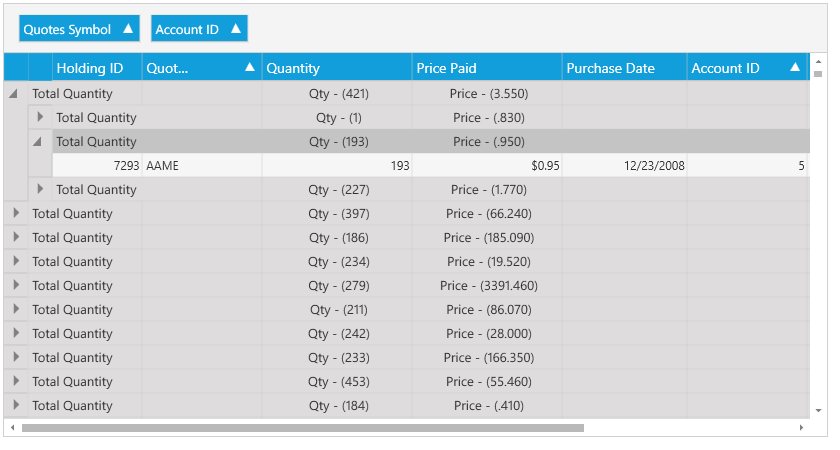 Quotes Symbol Account ID
Holding ID Quot... Quantity Price Paid Purchase Date Account ID
Total Quantity Qty - (421) Price - (3.550)
Total Quantity Qty - (1) Price - (.830)
Total Quantity Qty - (193) Price - (.950)
7293 AAME 193 $0.95 12/23/2008 5
Total Quantity Qty - (227) Price - (1.770)
Total Quantity Qty - (397) Price - (66.240)
Total Quantity Qty - (186) Price - (185.090)
Total Quantity Qty - (234) Price - (19.520)
Total Quantity Qty - (279) Price - (3391.460)
Total Quantity Qty - (211) Price - (86.070)
Total Quantity Qty - (242) Price - (28.000)
Total Quantity Qty - (233) Price - (166.350)
Total Quantity Qty - (453) Price - (55.460)
Total Quantity Qty - (184) Price - (.410)